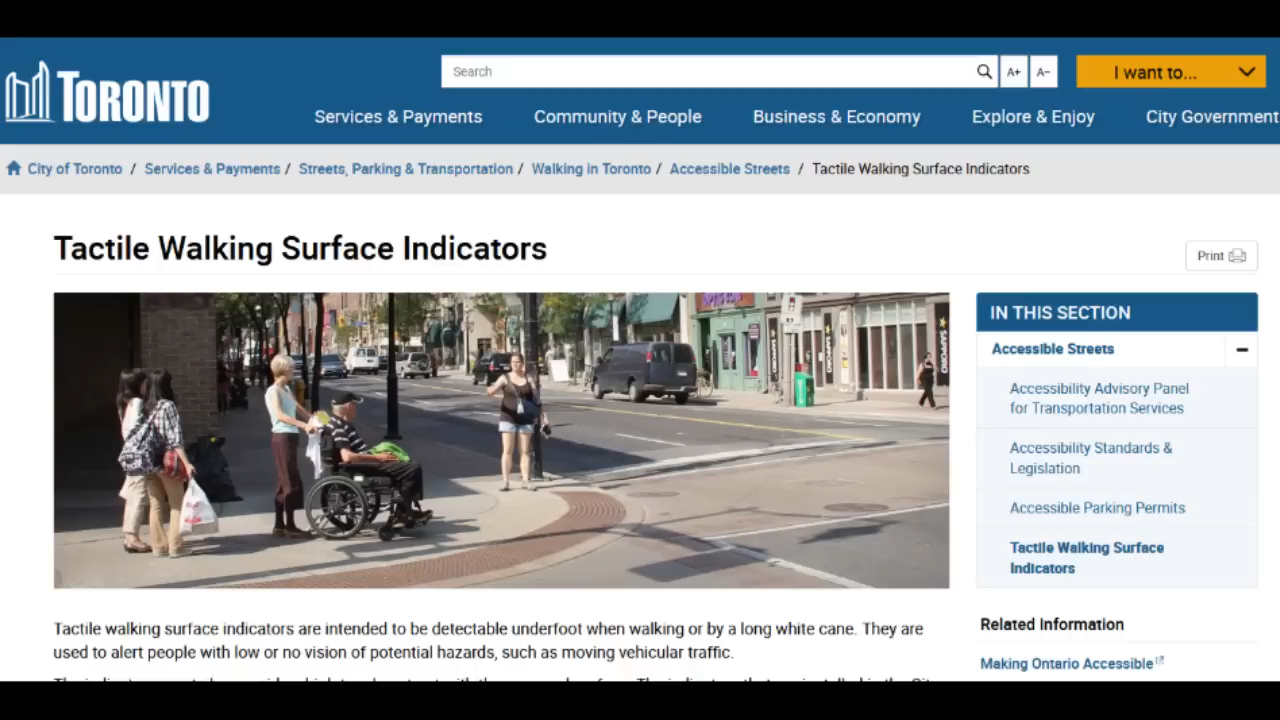 TORONTO
Search
A+
A-
I want to...
Services & Payments
Community & People
Business & Economy
Explore & Enjoy
City Government
City of Toronto / Services & Payments / Streets, Parking & Transportation / Walking in Toronto / Accessible Streets / Tactile Walking Surface Indicators
Tactile Walking Surface Indicators
Print
SAPPORO
IN THIS SECTION
Accessible Streets
Accessibility Advisory Panel
for Transportation Services
Accessibility Standards &
Legislation
Accessible Parking Permits
Tactile Walking Surface
Indicators
Tactile walking surface indicators are intended to be detectable underfoot when walking or by a long white cane. They are
used to alert people with low or no vision of potential hazards, such as moving vehicular traffic.
Related Information
Making Ontario Accessible